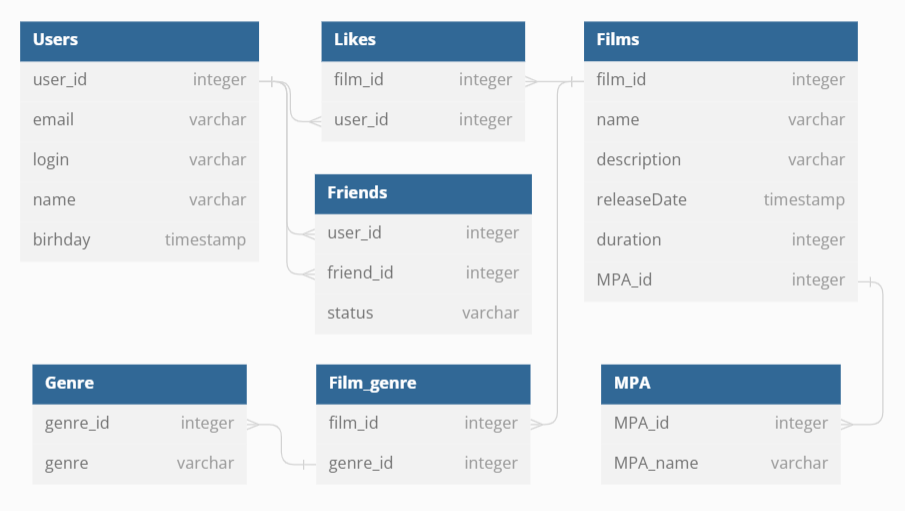 Users
user_id integer
email varchar
login varchar
name varchar
birhday timestamp
Likes
film_id integer
user_id integer
Friends
user_id integer
friend_id integer
status varchar
Films
film_id integer
name varchar
description varchar
releaseDate timestamp
duration integer
MPA_id integer
Genre
genre_id integer
genre varchar
Film_genre
film_id integer
genre_id integer
MPA
MPA_id integer
MPA_name varchar